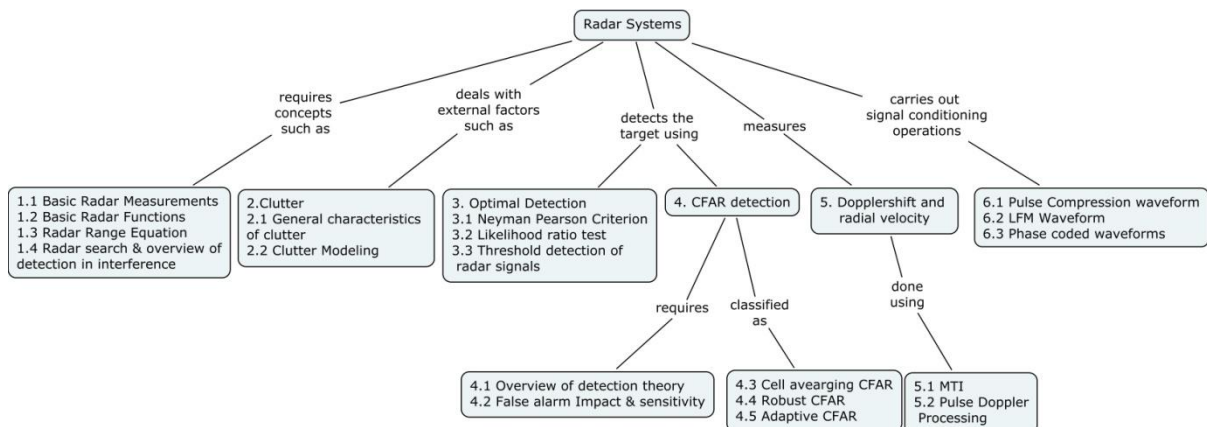 Radar Systems
requires
concepts
such as
deals with
external factors
such as
detects the
target using
measures
carries out
signal conditioning
operations
1.1 Basic Radar Measurements
1.2 Basic Radar Functions
1.3 Radar Range Equation
1.4 Radar search & overview of
detection in interference
2.Clutter
2.1 General characteristics
of clutter
2.2 Clutter Modeling
3. Optimal Detection
3.1 Neyman Pearson Criterion
3.2 Likelihood ratio test
3.3 Threshold detection of
radar signals
4. CFAR detection
5. Dopplershift and
radial velocity
6.1 Pulse Compression waveform
6.2 LFM Waveform
6.3 Phase coded waveforms
requires
classified
as
done
using
4.1 Overview of detection theory
4.2 False alarm Impact & sensitivity
4.3 Cell avearging CFAR
4.4 Robust CFAR
4.5 Adaptive CFAR
5.1 MTI
5.2 Pulse Doppler
Processing